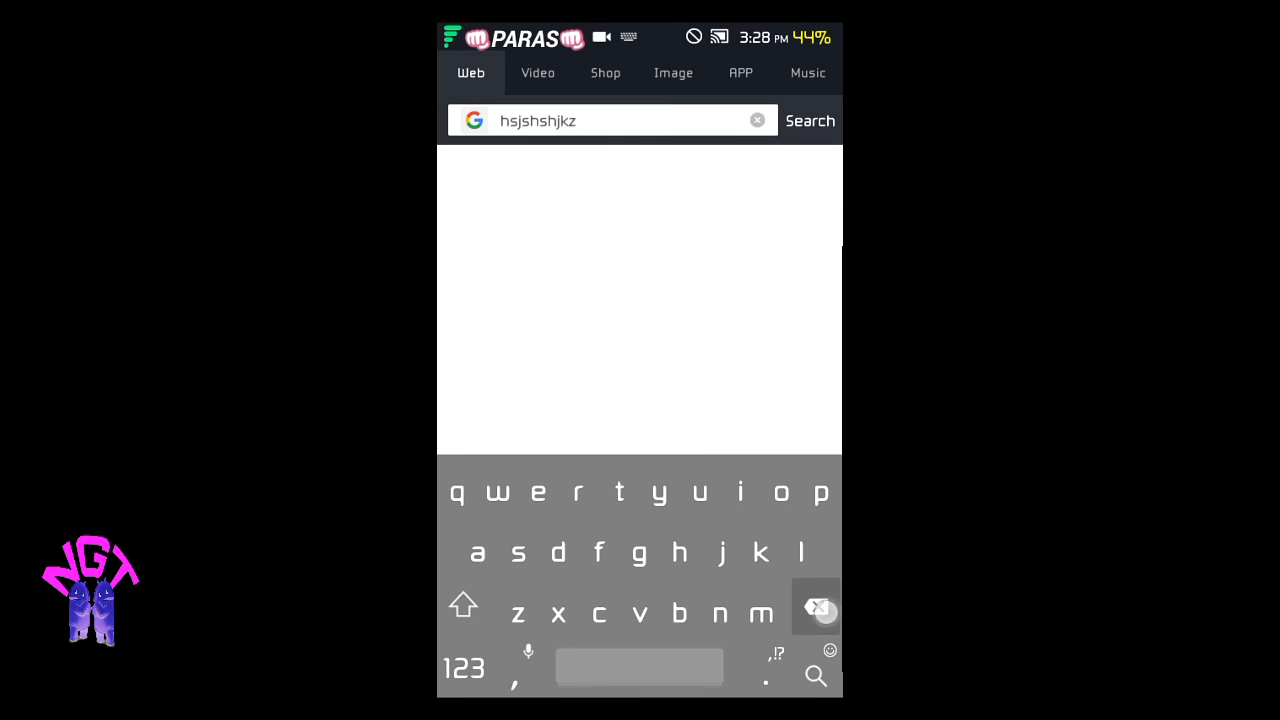 PARAS 3:28 PM 44%
Web Video Shop Image APP Music
hsjshshjkz Search
q w e r t y u i o p
a s d f g h j k l
z x c v b n m
123 , . ,!?
NGT